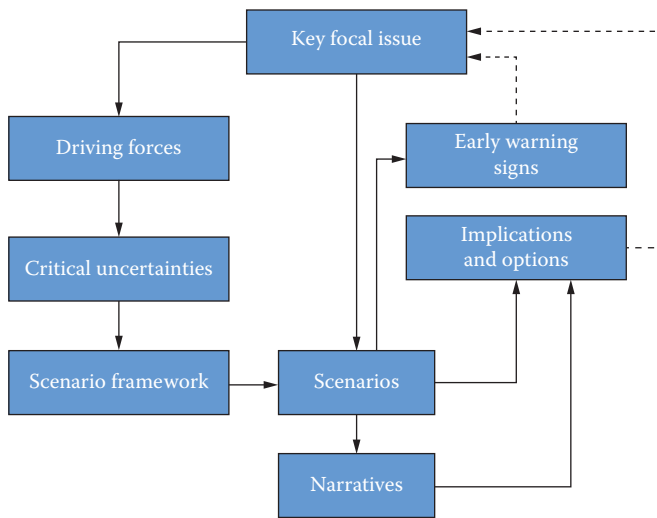 Key focal issue
Driving forces
Early warning
signs
Critical uncertainties
Implications
and options
Scenario framework
Scenarios
Narratives